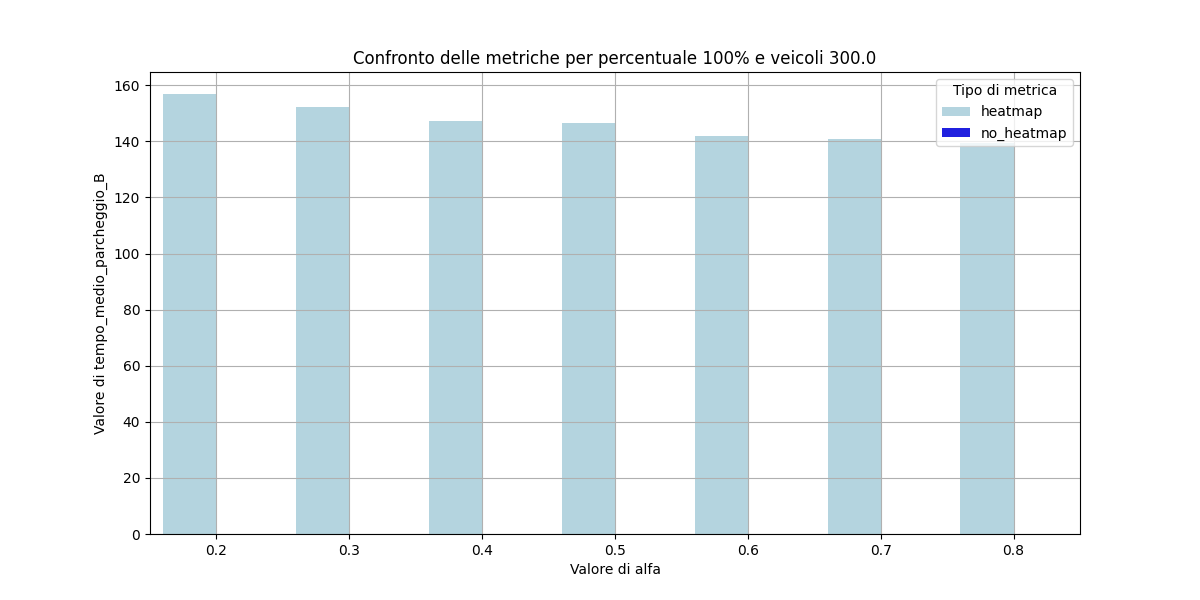 Confronto delle metriche per percentuale 100% e veicoli 300.0
Tipo di metrica
heatmap
no_heatmap
Valore di tempo_medio_parcheggio_B
160
140
120
100
80
60
40
20
0
0.2 0.3 0.4 0.5 0.6 0.7 0.8
Valore di alfa